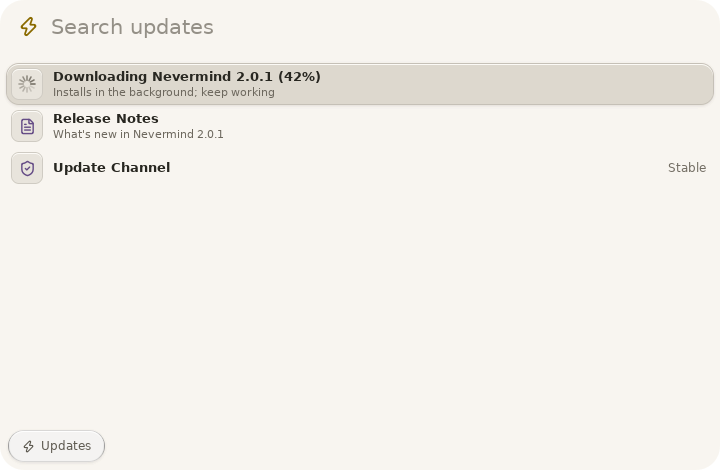 Search updates
Downloading Nevermind 2.0.1 (42%)
Installs in the background; keep working
Release Notes
What's new in Nevermind 2.0.1
Update Channel
Stable
Updates